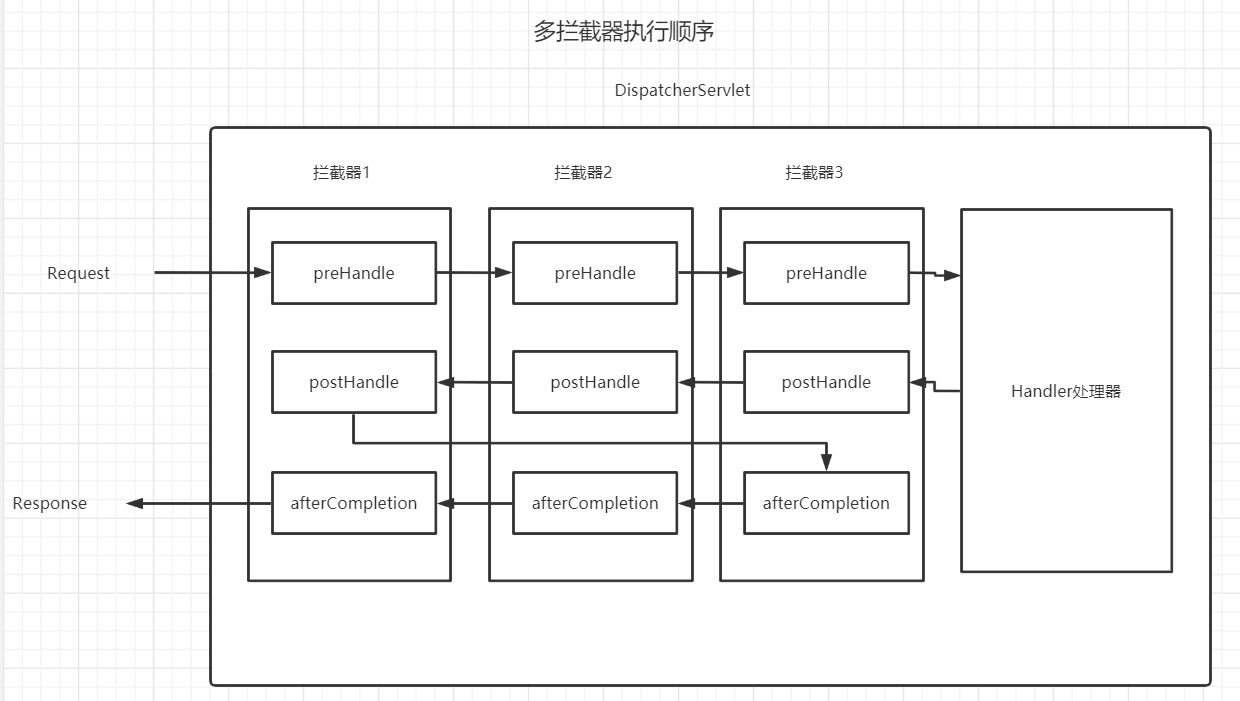 多拦截器执行顺序
DispatcherServlet
拦截器1
拦截器2
拦截器3
Request
preHandle
preHandle
preHandle
postHandle
postHandle
postHandle
Handler处理器
Response
afterCompletion
afterCompletion
afterCompletion